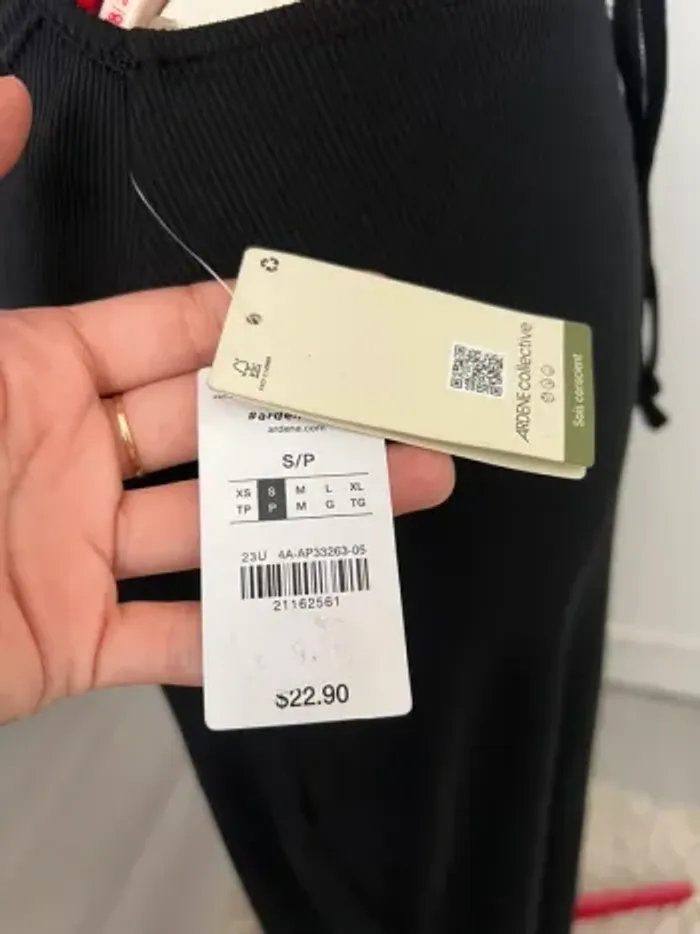 ARDENE collective
Sois conscient
#arden
ardene.com
S/P
XS S M L XL
TP P M G TG
23U 4A-AP33263-05
21162561
$22.90